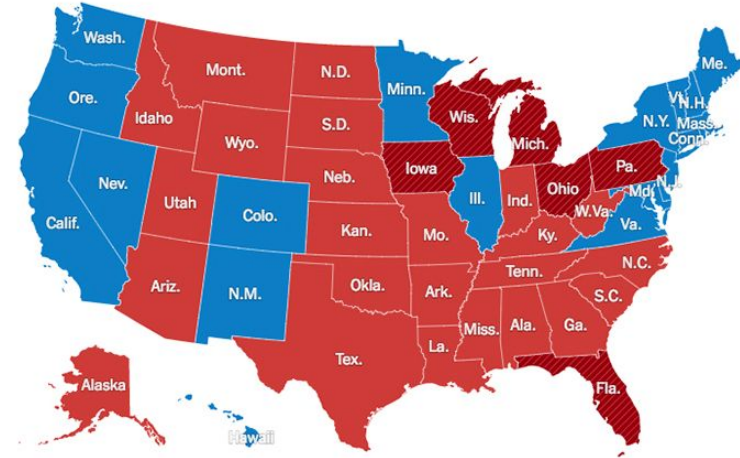 Wash.
Mont.
N.D.
Minn.
Me.
Ore.
Idaho
S.D.
Wis.
Mich.
N.Y.
Vt.
N.H.
Mass.
Conn.
Wyo.
Iowa
Neb.
Pa.
Nev.
Utah
Colo.
Ill.
Ind.
Ohio
Md.
Calif.
Kan.
Mo.
Ky.
W.Va.
Va.
Ariz.
N.M.
Okla.
Ark.
Tenn.
N.C.
S.C.
Tex.
La.
Miss.
Ala.
Ga.
Alaska
Fla.
Hawaii